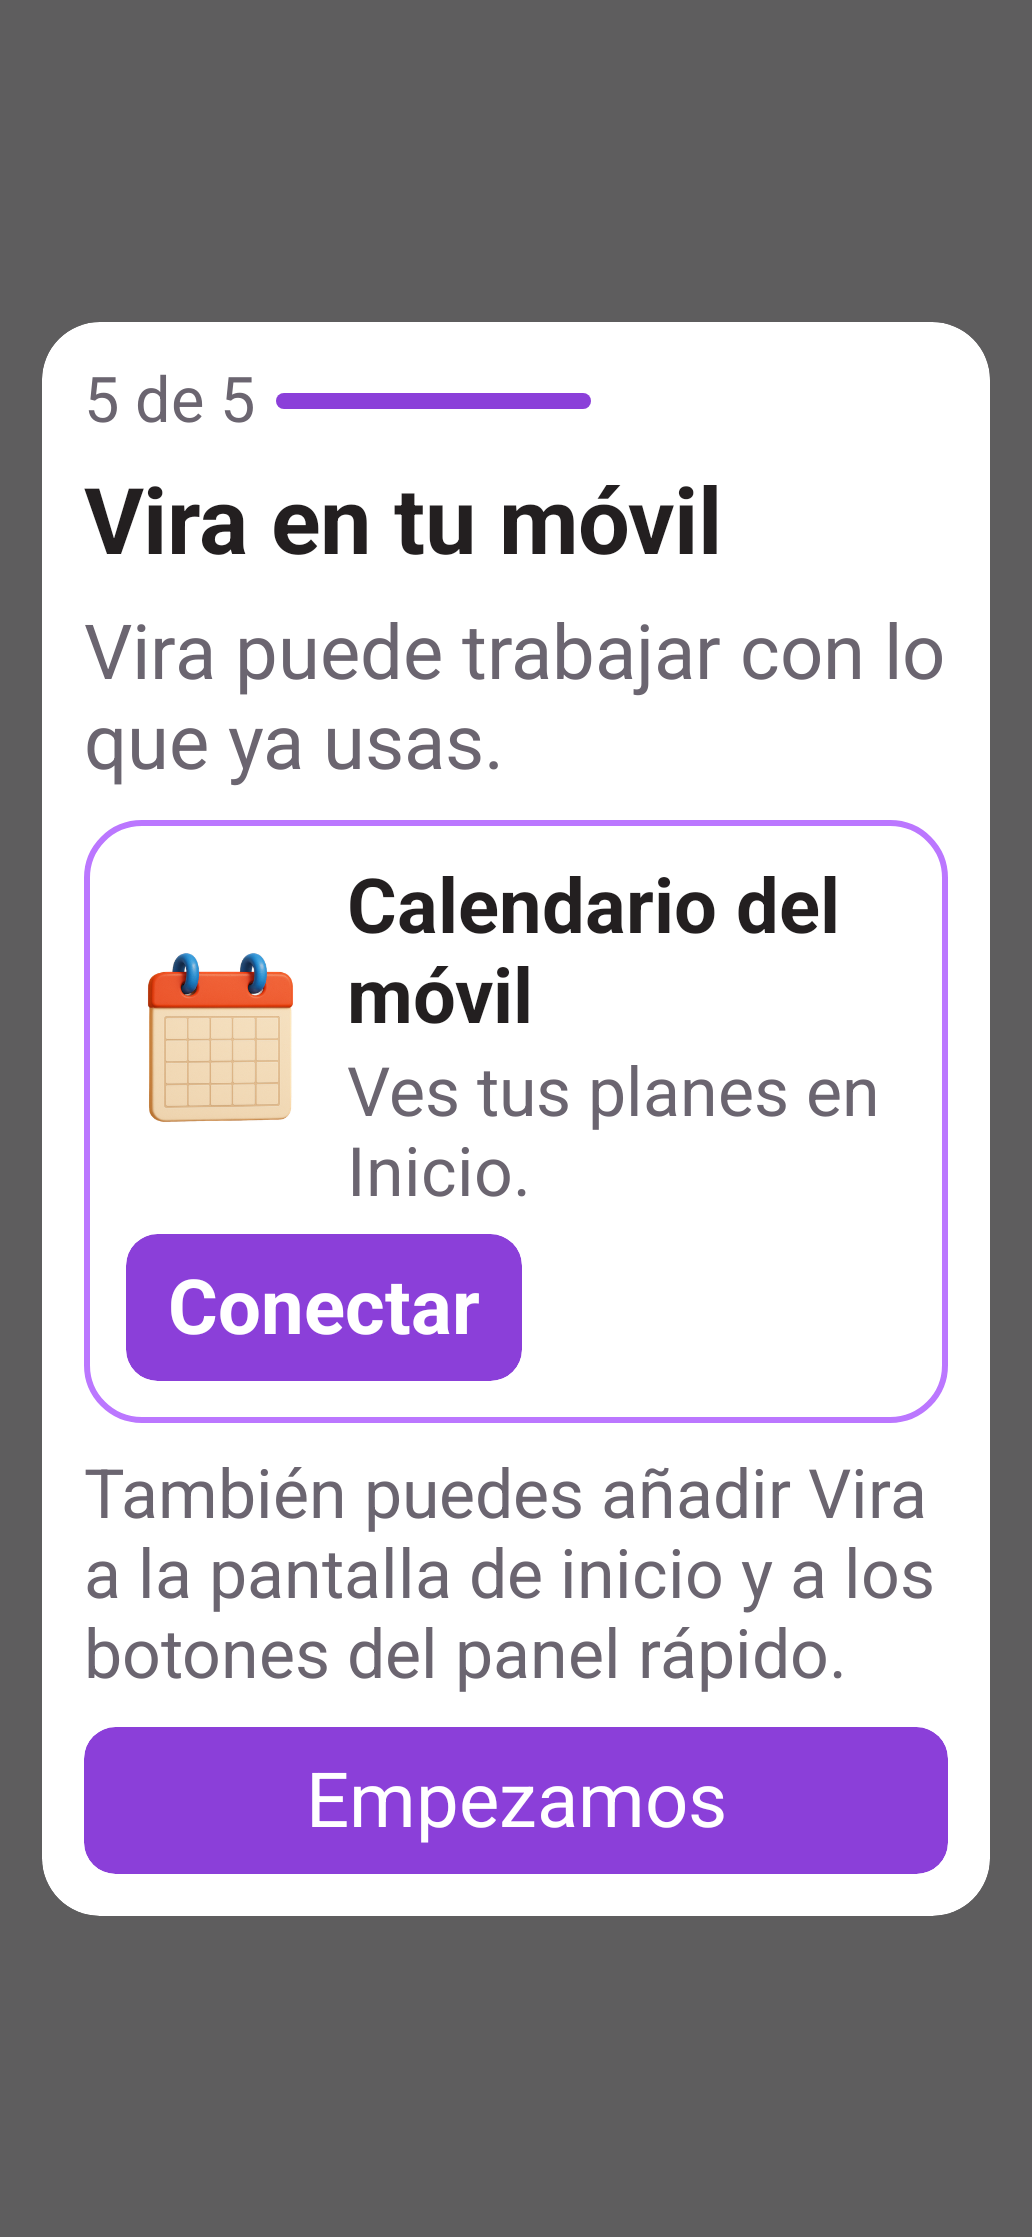 5 de 5
Vira en tu móvil
Vira puede trabajar con lo
que ya usas.
Calendario del
móvil
Ves tus planes en
Inicio.
Conectar
También puedes añadir Vira
a la pantalla de inicio y a los
botones del panel rápido.
Empezamos